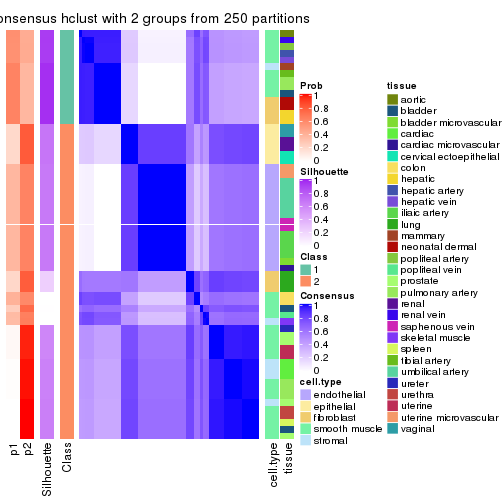 onsensus hclust with 2 groups from 250 partitions
Prob
1
0.8
0.6
0.4
0.2
0
Silhouette
1
0.8
0.6
0.4
0.2
0
Class
1
2
Consensus
1
0.8
0.6
0.4
0.2
0
cell.type
endothelial
epithelial
fibroblast
smooth muscle
stromal
tissue
aortic
bladder
bladder microvascular
cardiac
cardiac microvascular
cervical ectoepithelial
colon
hepatic
hepatic artery
hepatic vein
iliaic artery
lung
mammary
neonatal dermal
popliteal artery
popliteal vein
prostate
pulmonary artery
renal
renal vein
saphenous vein
skeletal muscle
spleen
tibial artery
umbilical artery
ureter
urethra
uterine
uterine microvascular
vaginal
p1
p2
Silhouette
Class
cell.type
tissue